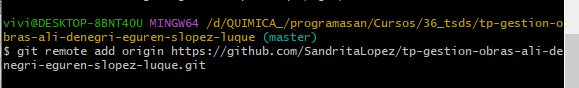 vivi@DESKTOP-8BNT4OU MINGW64 /d/QUIMICA_/programasan/Cursos/36_tsds/tp-gestion-o
bras-ali-denegri-eguren-slopez-luque (master)
$ git remote add origin https://github.com/SandritaLopez/tp-gestion-obras-ali-de
negri-eguren-slopez-luque.git